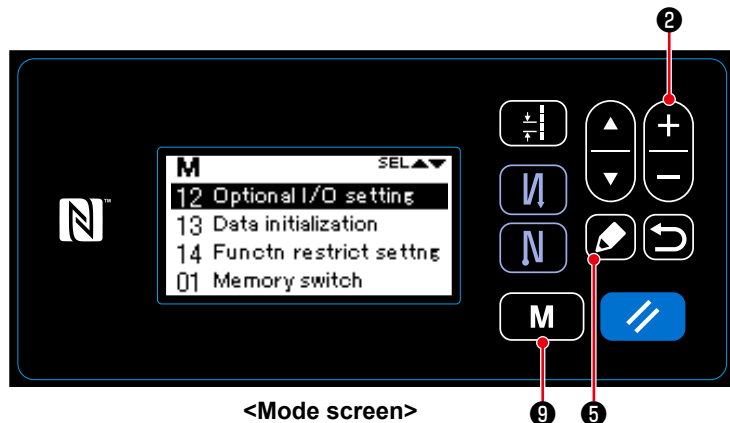 ❷
M SEL▲▼
12 Optional I/O setting
13 Data initialization
14 Functn restrict settng
01 Memory switch
N™
M
<Mode screen>
❾ ❺